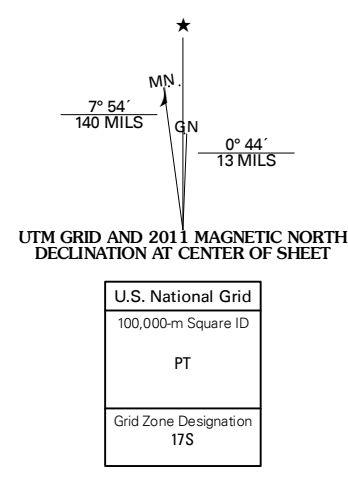 ★
M.N.
7° 54´
140 MILS
GN
0° 44´
13 MILS
UTM GRID AND 2011 MAGNETIC NORTH
DECLINATION AT CENTER OF SHEET
U.S. National Grid
100,000-m Square ID
PT
Grid Zone Designation
17S